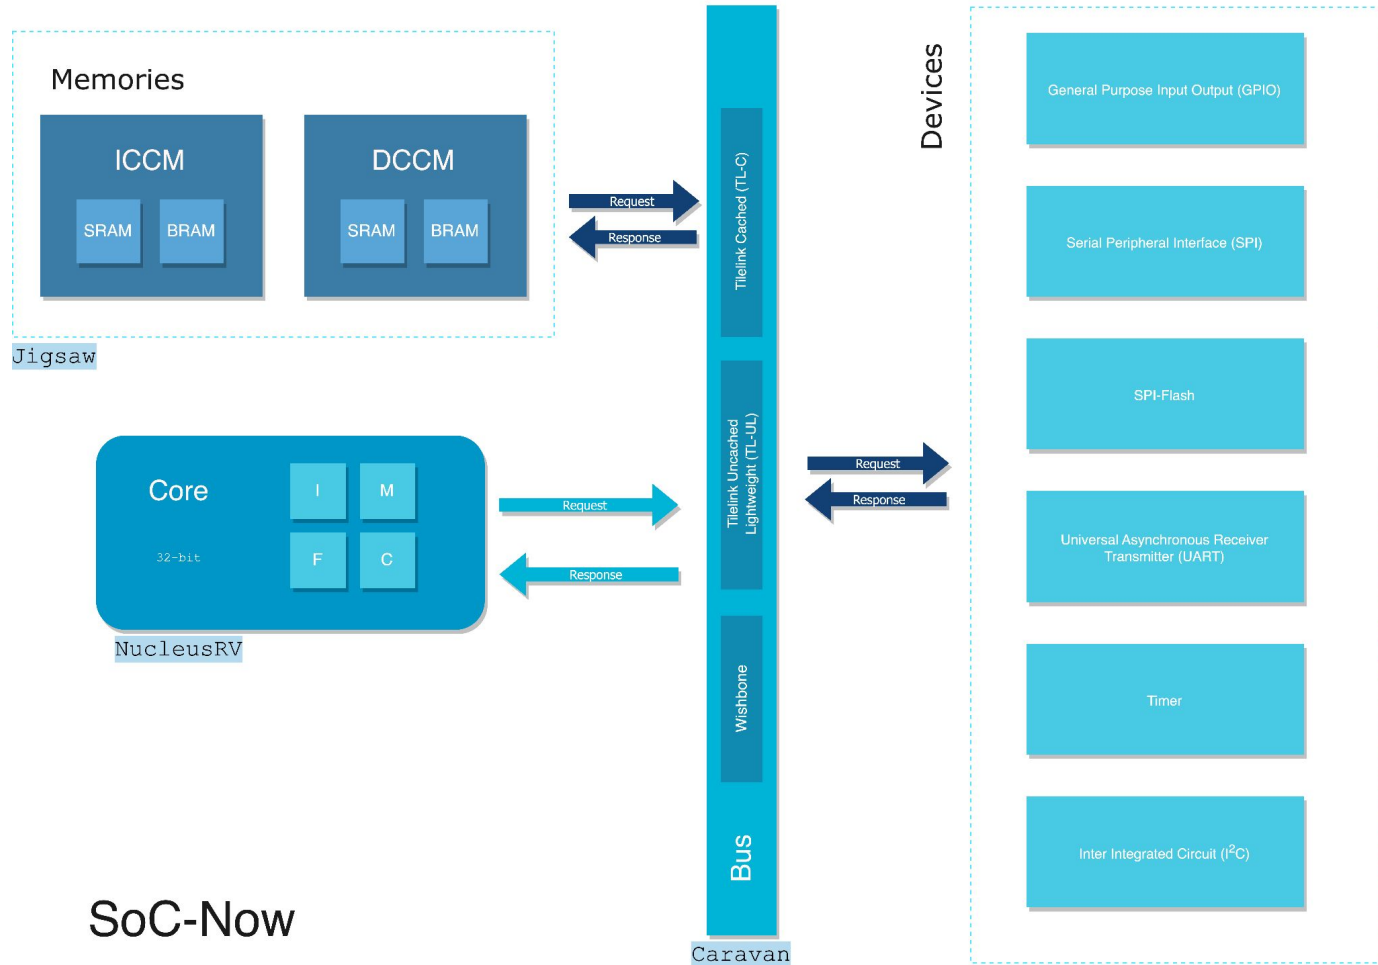 Memories
ICCM
SRAM
BRAM
DCCM
SRAM
BRAM
Jigsaw
Request
Response
Core
32-bit
I
M
F
C
NucleusRV
Request
Response
Tilelink Cached (TL-C)
Tilelink Uncached
Lightweight (TL-UL)
Wishbone
Bus
Caravan
Request
Response
Devices
General Purpose Input Output (GPIO)
Serial Peripheral Interface (SPI)
SPI-Flash
Universal Asynchronous Receiver
Transmitter (UART)
Timer
Inter Integrated Circuit (I²C)
SoC-Now